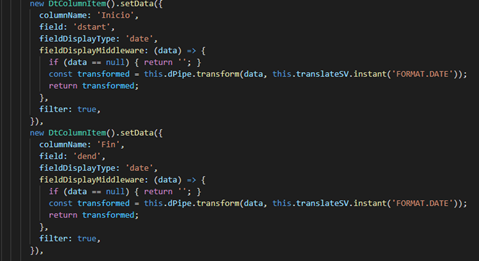 new DtColumnItem().setData({
columnName: 'Inicio',
field: 'dstart',
fieldDisplayType: 'date',
fieldDisplayMiddleware: (data) => {
if (data == null) { return ''; }
const transformed = this.dPipe.transform(data, this.translateSV.instant('FORMAT.DATE'));
return transformed;
},
filter: true,
}),
new DtColumnItem().setData({
columnName: 'Fin',
field: 'dend',
fieldDisplayType: 'date',
fieldDisplayMiddleware: (data) => {
if (data == null) { return ''; }
const transformed = this.dPipe.transform(data, this.translateSV.instant('FORMAT.DATE'));
return transformed;
},
filter: true,
}),